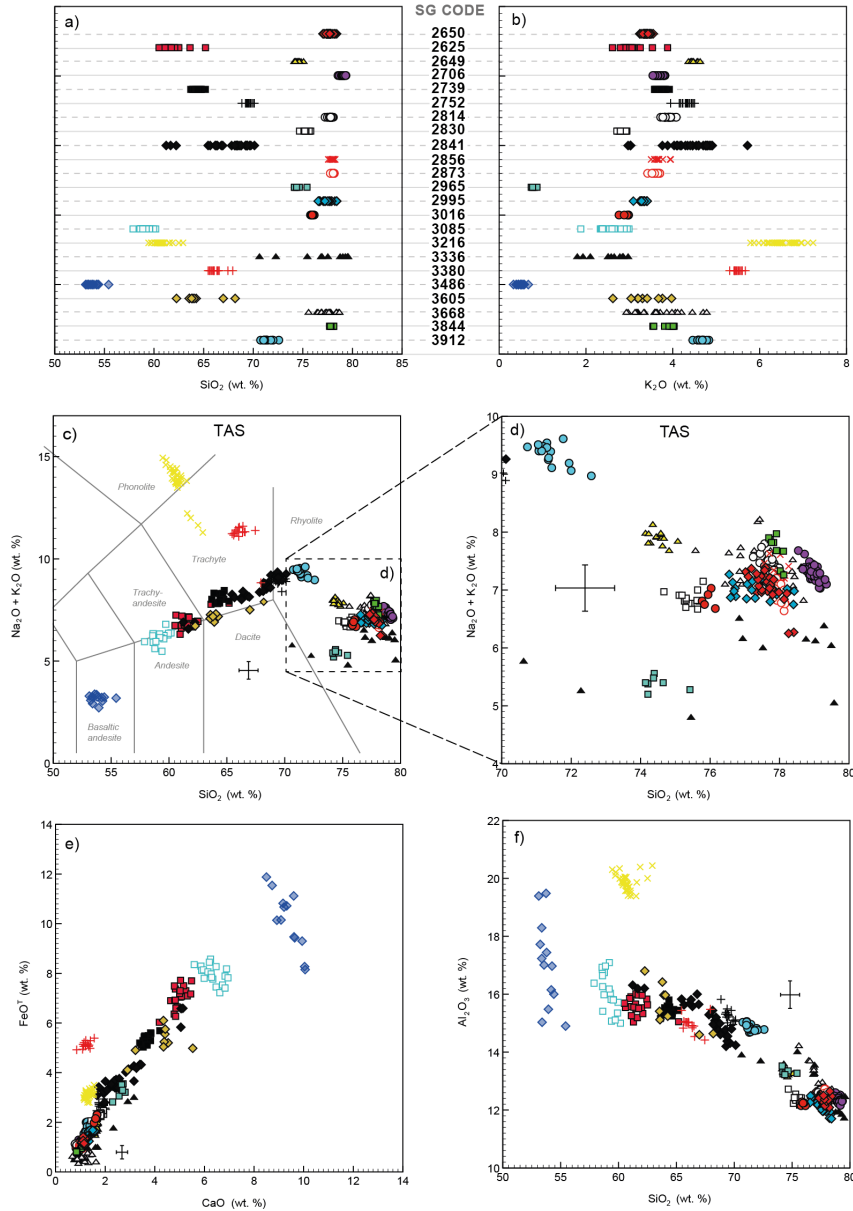 SG CODE
a)
b)
2650
2625
2649
2706
2739
2752
2814
2830
2841
2856
2873
2965
2995
3016
3085
3216
3336
3380
3486
3605
3668
3844
3912
50 55 60 65 70 75 80 85
SiO2 (wt. %)
0 2 4 6 8
K2O (wt. %)
c) TAS
15
10
5
0
Na2O + K2O (wt. %)
Phonolite
Trachyte
Rhyolite
Trachy-
andesite
Dacite
Andesite
Basaltic
andesite
d)
50 55 60 65 70 75 80
SiO2 (wt. %)
d) TAS
10
9
8
7
6
5
4
Na2O + K2O (wt. %)
70 72 74 76 78 80
SiO2 (wt. %)
e)
14
12
10
8
6
4
2
0
FeOT (wt. %)
0 2 4 6 8 10 12 14
CaO (wt. %)
f)
22
20
18
16
14
12
10
Al2O3 (wt. %)
50 55 60 65 70 75 80
SiO2 (wt. %)